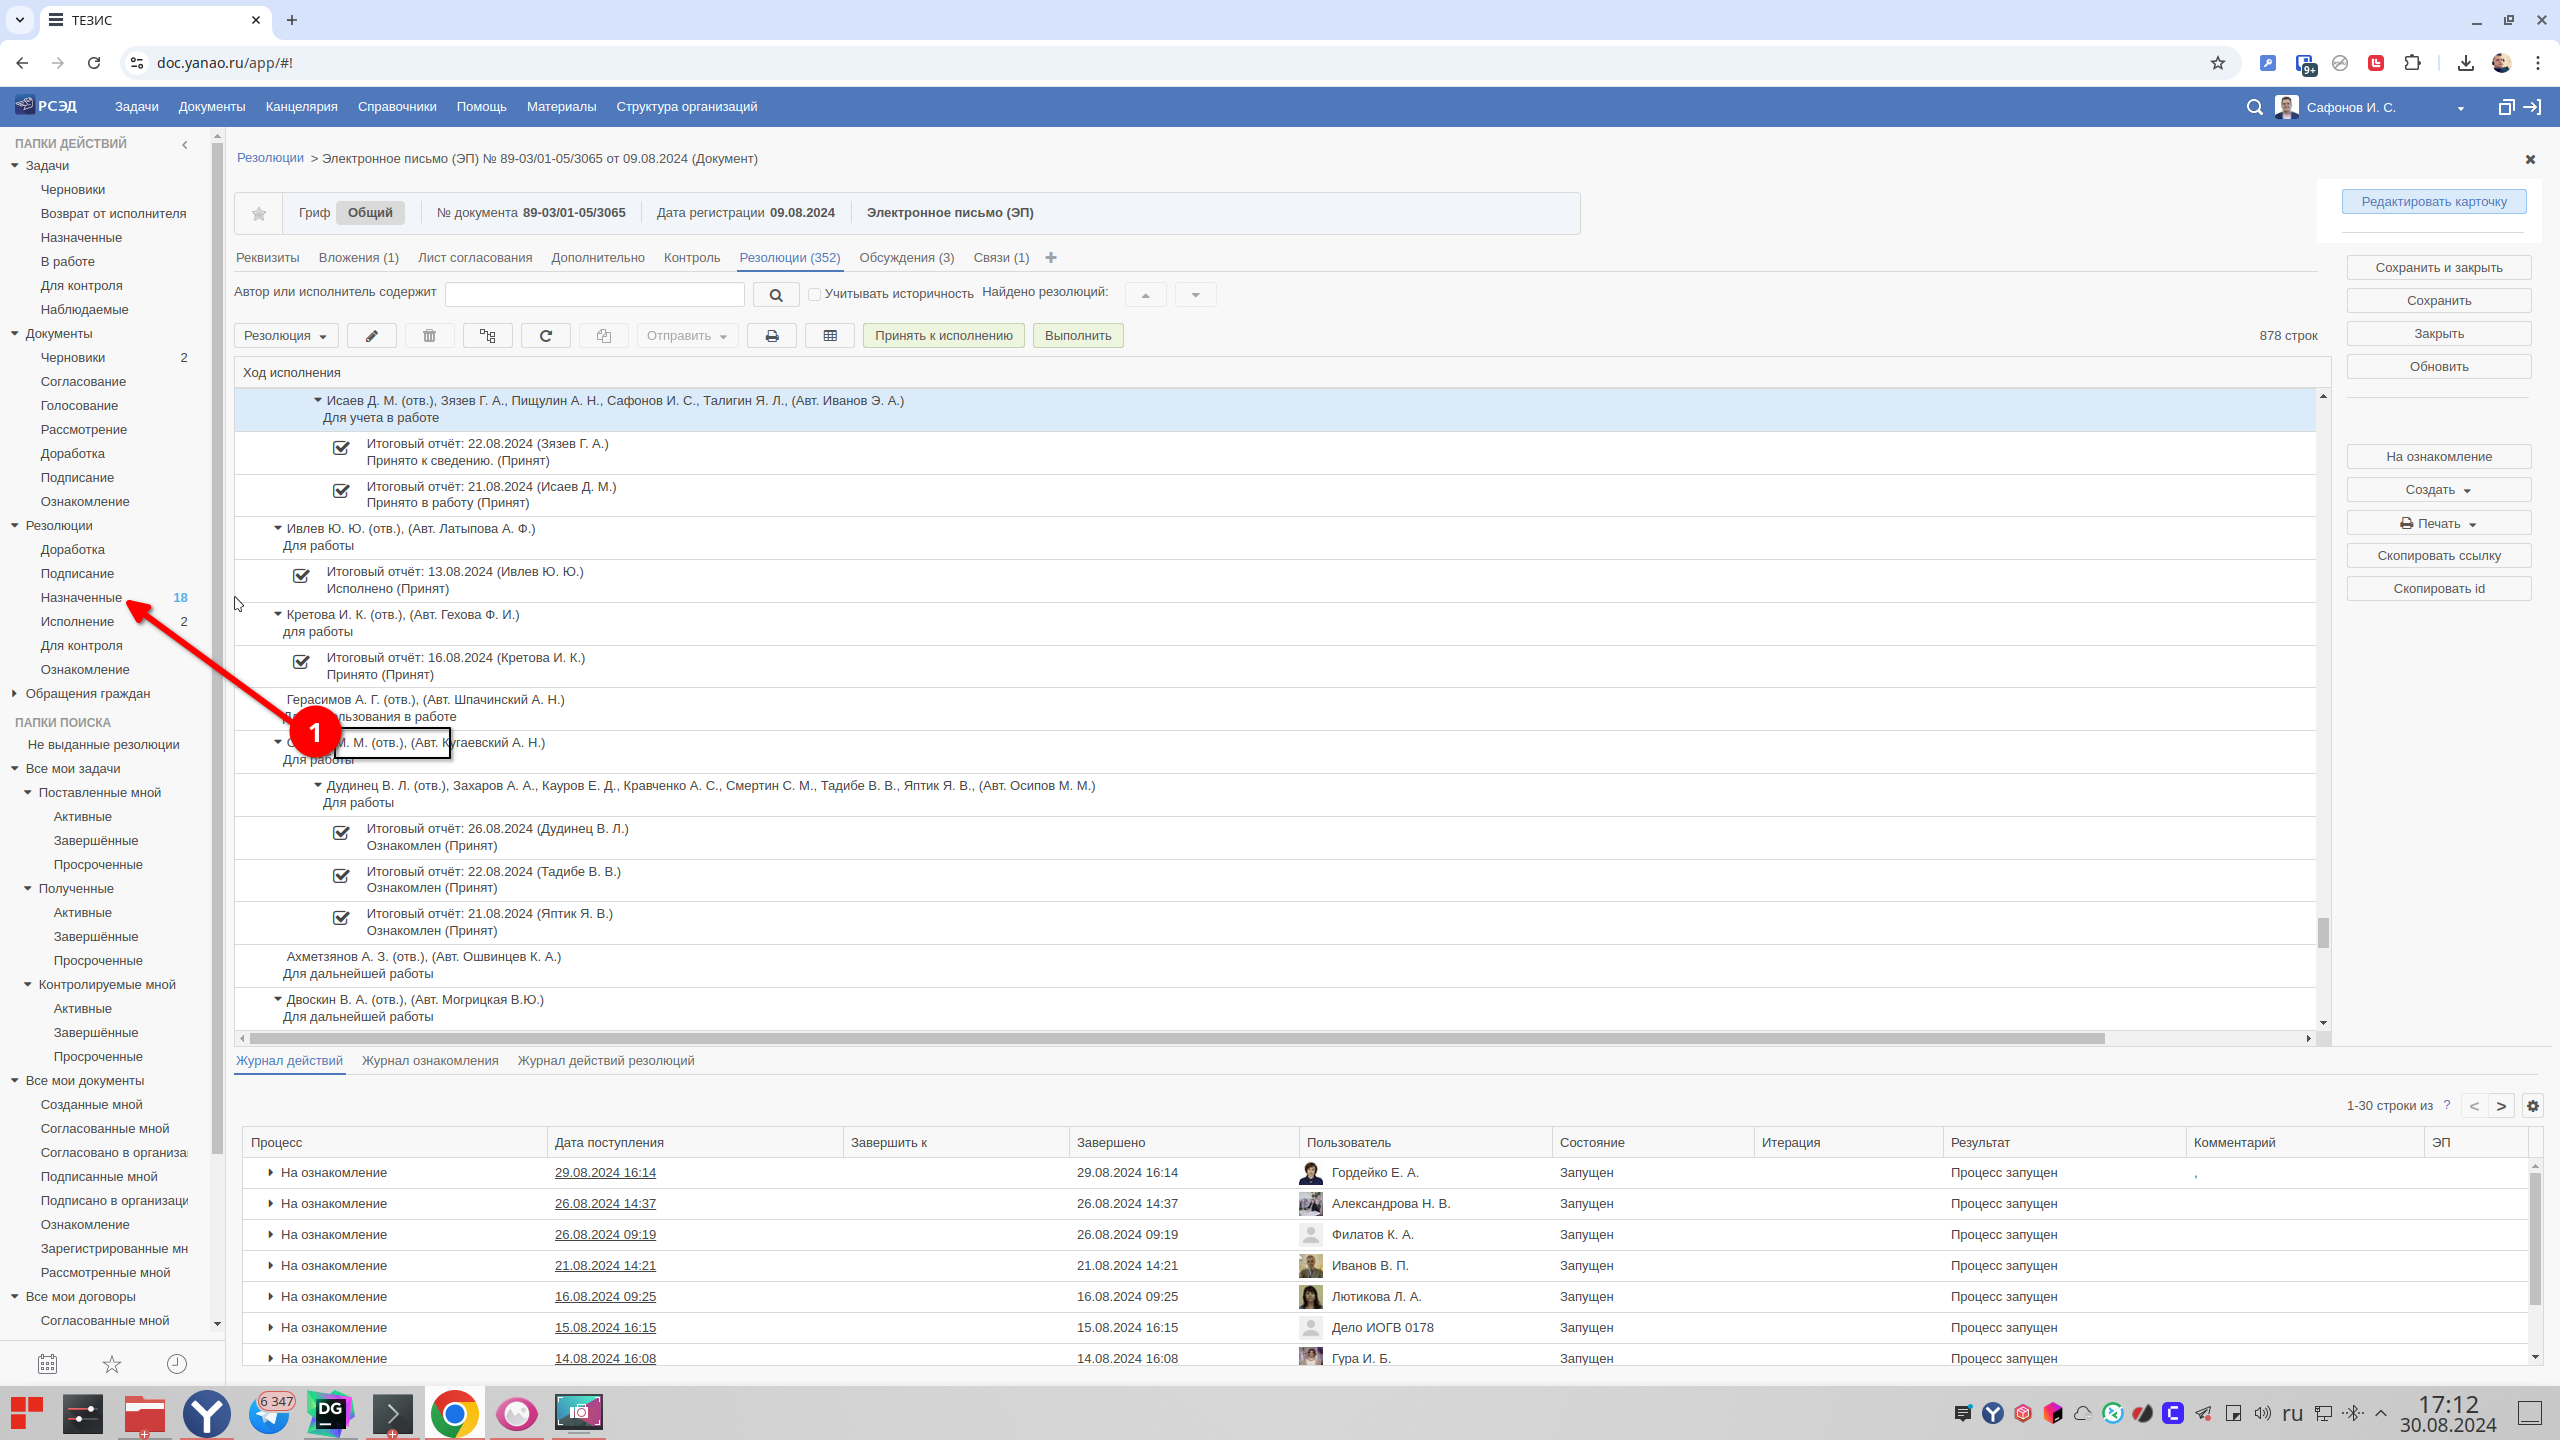 ТЕЗИС
doc.yanao.ru/app/#!
9+
РСЭД
Задачи
Документы
Канцелярия
Справочники
Помощь
Материалы
Структура организаций
Сафонов И. С.
ПАПКИ ДЕЙСТВИЙ
Задачи
Черновики
Возврат от исполнителя
Назначенные
В работе
Для контроля
Наблюдаемые
Документы
Черновики 2
Согласование
Голосование
Рассмотрение
Доработка
Подписание
Ознакомление
Резолюции
Доработка
Подписание
Назначенные 18
Исполнение 2
Для контроля
Ознакомление
Обращения граждан
ПАПКИ ПОИСКА
Не выданные резолюции
Все мои задачи
Поставленные мной
Активные
Завершённые
Просроченные
Полученные
Активные
Завершённые
Просроченные
Контролируемые мной
Активные
Завершённые
Просроченные
Все мои документы
Созданные мной
Согласованные мной
Согласовано в организа
Подписанные мной
Подписано в организаци
Ознакомление
Зарегистрированные мн
Рассмотренные мной
Все мои договоры
Согласованные мной
Резолюции > Электронное письмо (ЭП) № 89-03/01-05/3065 от 09.08.2024 (Документ)
Гриф Общий № документа 89-03/01-05/3065 Дата регистрации 09.08.2024 Электронное письмо (ЭП)
Реквизиты Вложения (1) Лист согласования Дополнительно Контроль Резолюции (352) Обсуждения (3) Связи (1)
Автор или исполнитель содержит Учитывать историчность Найдено резолюций:
Резолюция Отправить Принять к исполнению Выполнить 878 строк
Ход исполнения
Исаев Д. М. (отв.), Зязев Г. А., Пищулин А. Н., Сафонов И. С., Талигин Я. Л., (Авт. Иванов Э. А.)
Для учета в работе
Итоговый отчёт: 22.08.2024 (Зязев Г. А.)
Принято к сведению. (Принят)
Итоговый отчёт: 21.08.2024 (Исаев Д. М.)
Принято в работу (Принят)
Ивлев Ю. Ю. (отв.), (Авт. Латыпова А. Ф.)
Для работы
Итоговый отчёт: 13.08.2024 (Ивлев Ю. Ю.)
Исполнено (Принят)
Кретова И. К. (отв.), (Авт. Гехова Ф. И.)
для работы
Итоговый отчёт: 16.08.2024 (Кретова И. К.)
Принято (Принят)
Герасимов А. Г. (отв.), (Авт. Шпачинский А. Н.)
в работе
1
М. М. (отв.), (Авт. Кугаевский А. Н.)
Для работы
Дудинец В. Л. (отв.), Захаров А. А., Кауров Е. Д., Кравченко А. С., Смертин С. М., Тадибе В. В., Яптик Я. В., (Авт. Осипов М. М.)
Для работы
Итоговый отчёт: 26.08.2024 (Дудинец В. Л.)
Ознакомлен (Принят)
Итоговый отчёт: 22.08.2024 (Тадибе В. В.)
Ознакомлен (Принят)
Итоговый отчёт: 21.08.2024 (Яптик Я. В.)
Ознакомлен (Принят)
Ахметзянов А. З. (отв.), (Авт. Ошвинцев К. А.)
Для дальнейшей работы
Двоскин В. А. (отв.), (Авт. Могрицкая В.Ю.)
Для дальнейшей работы
Редактировать карточку
Сохранить и закрыть
Сохранить
Закрыть
Обновить
На ознакомление
Создать
Печать
Скопировать ссылку
Скопировать id
Журнал действий Журнал ознакомления Журнал действий резолюций
1-30 строки из ? < >
Процесс Дата поступления Завершить к Завершено Пользователь Состояние Итерация Результат Комментарий ЭП
На ознакомление 29.08.2024 16:14 29.08.2024 16:14 Гордейко Е. А. Запущен Процесс запущен ,
На ознакомление 26.08.2024 14:37 26.08.2024 14:37 Александрова Н. В. Запущен Процесс запущен
На ознакомление 26.08.2024 09:19 26.08.2024 09:19 Филатов К. А. Запущен Процесс запущен
На ознакомление 21.08.2024 14:21 21.08.2024 14:21 Иванов В. П. Запущен Процесс запущен
На ознакомление 16.08.2024 09:25 16.08.2024 09:25 Лютикова Л. А. Запущен Процесс запущен
На ознакомление 15.08.2024 16:15 15.08.2024 16:15 Дело ИОГВ 0178 Запущен Процесс запущен
На ознакомление 14.08.2024 16:08 14.08.2024 16:08 Гура И. Б. Запущен Процесс запущен
6 347
DG
ru
17:12
30.08.2024